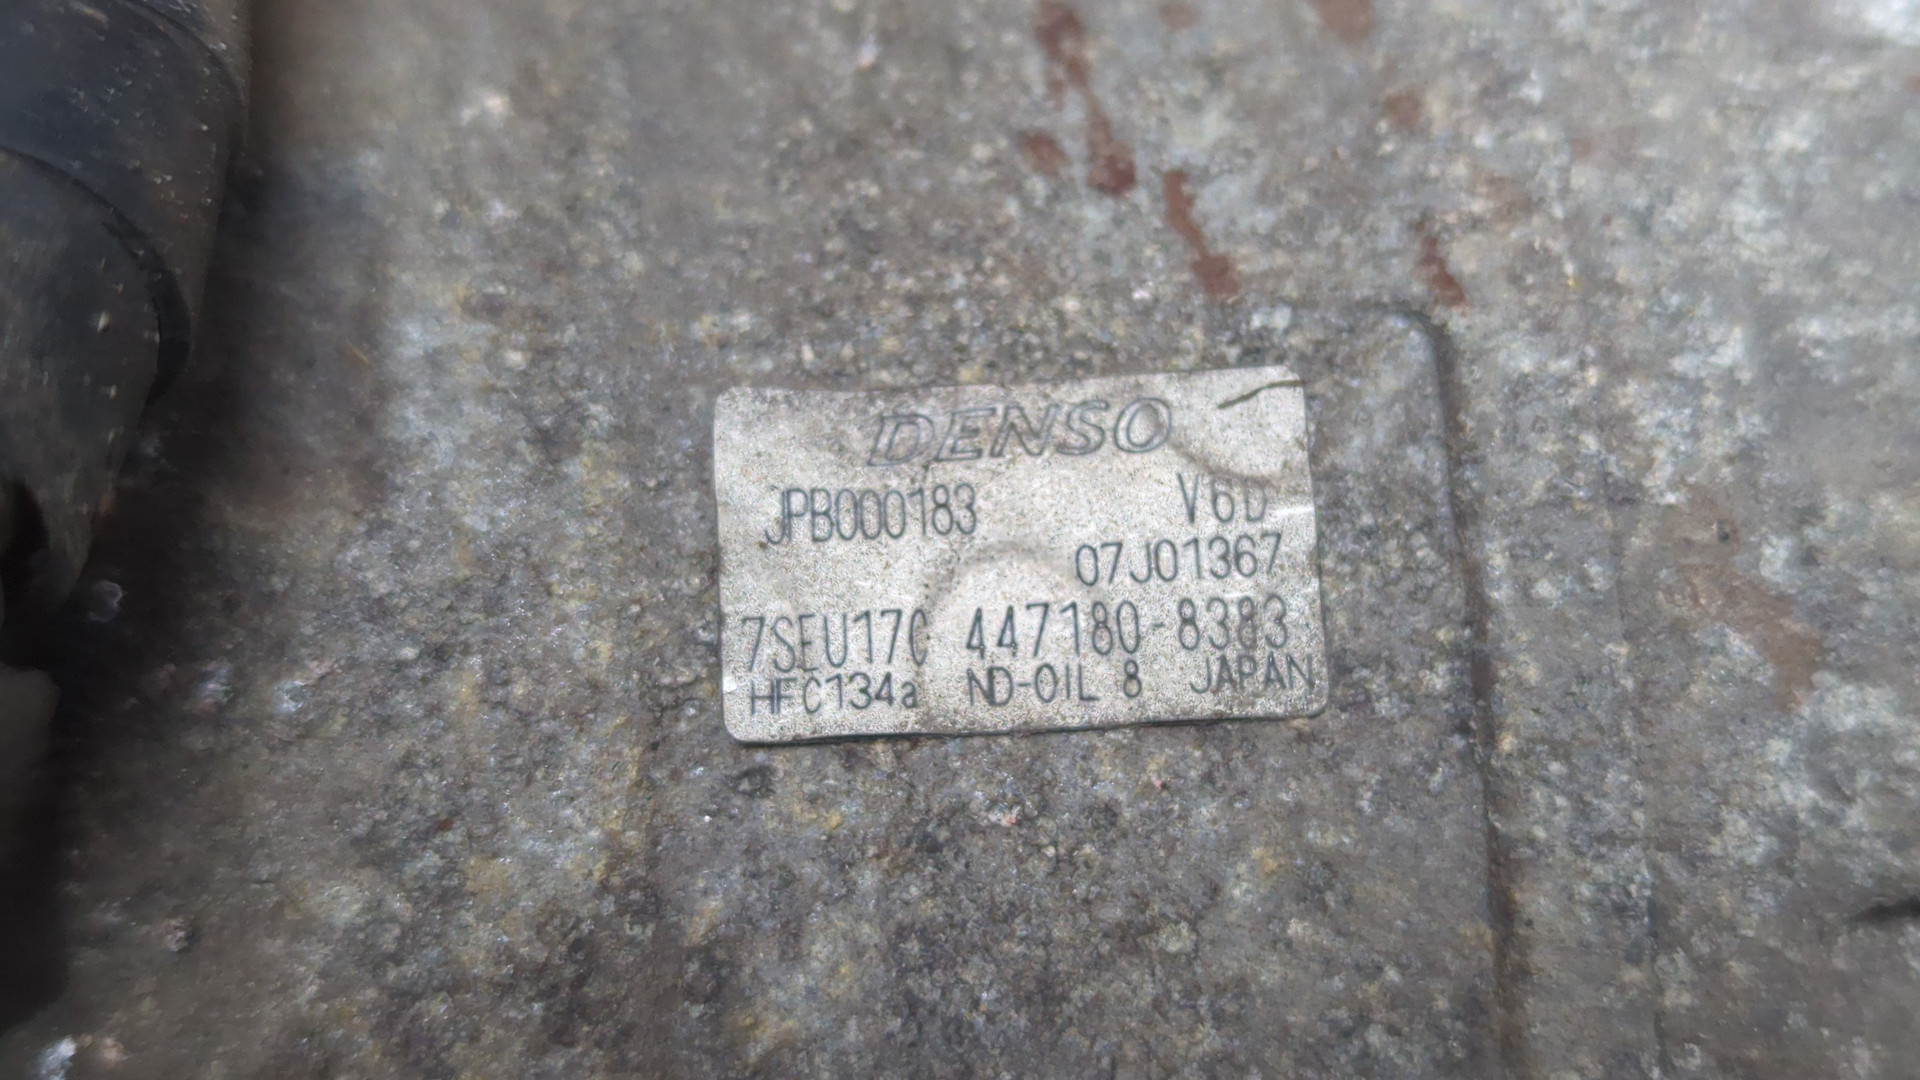 DENSO
JPB000183 V6D
07J01367
7SEU17C 447180-8383
HFC134a ND-OIL 8 JAPAN